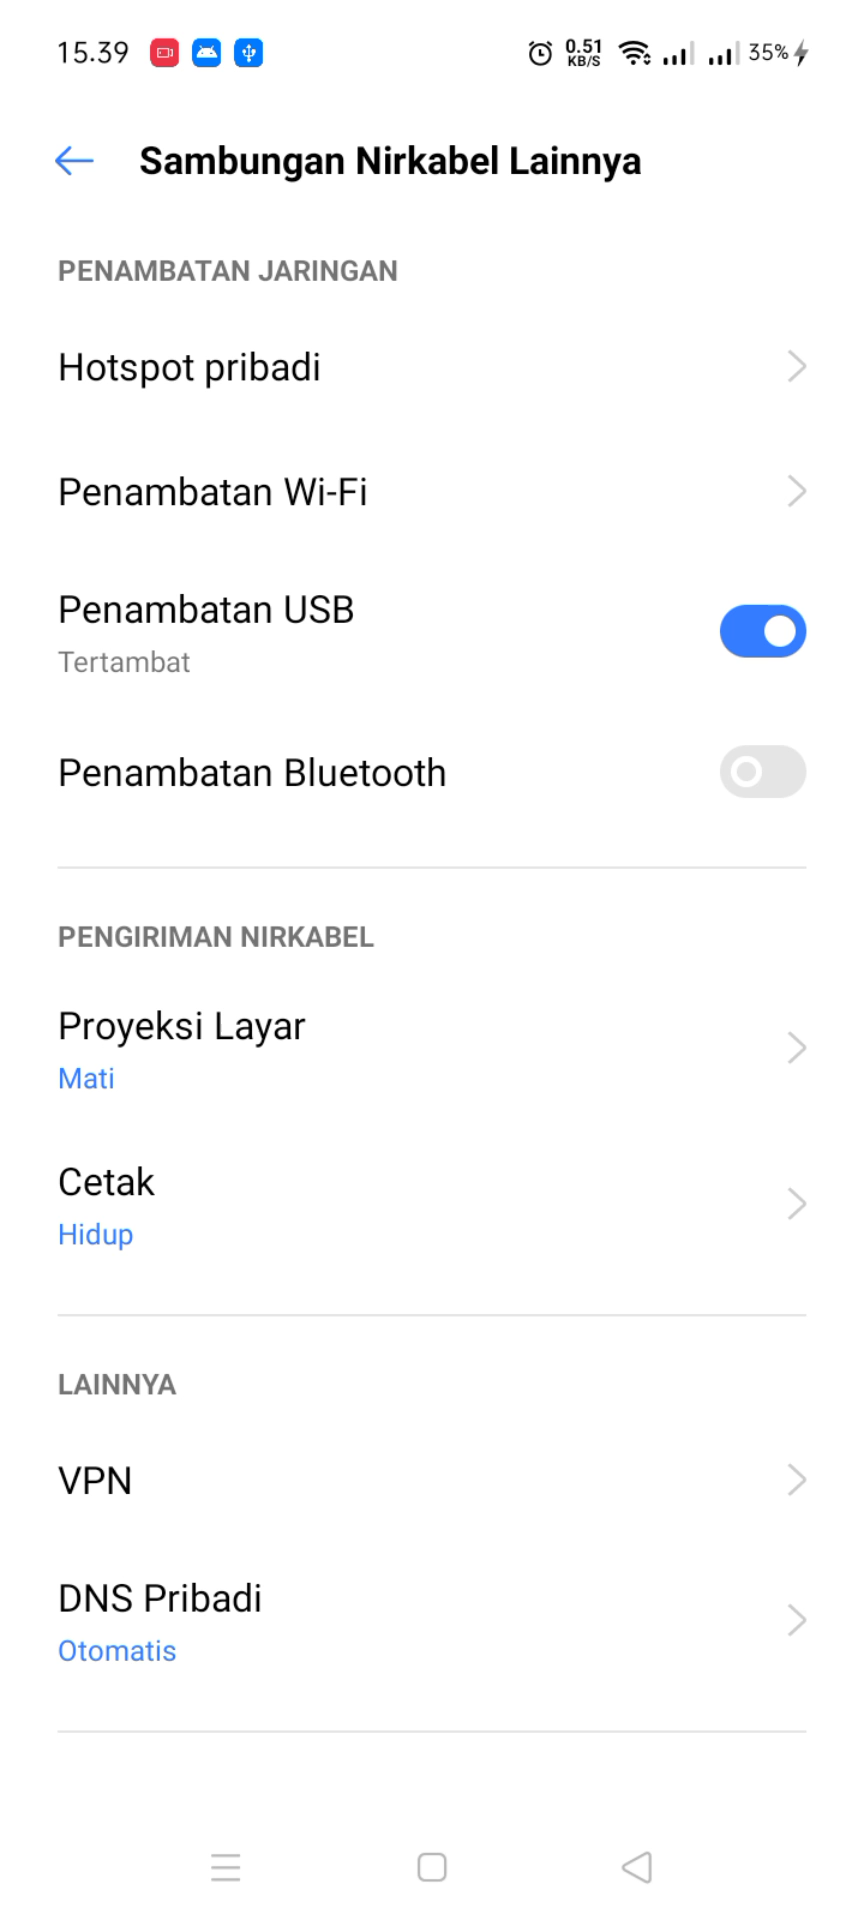 15.39
0.51
KB/S
35%
Sambungan Nirkabel Lainnya
PENAMBATAN JARINGAN
Hotspot pribadi
Penambatan Wi-Fi
Penambatan USB
Tertambat
Penambatan Bluetooth
PENGIRIMAN NIRKABEL
Proyeksi Layar
Mati
Cetak
Hidup
LAINNYA
VPN
DNS Pribadi
Otomatis